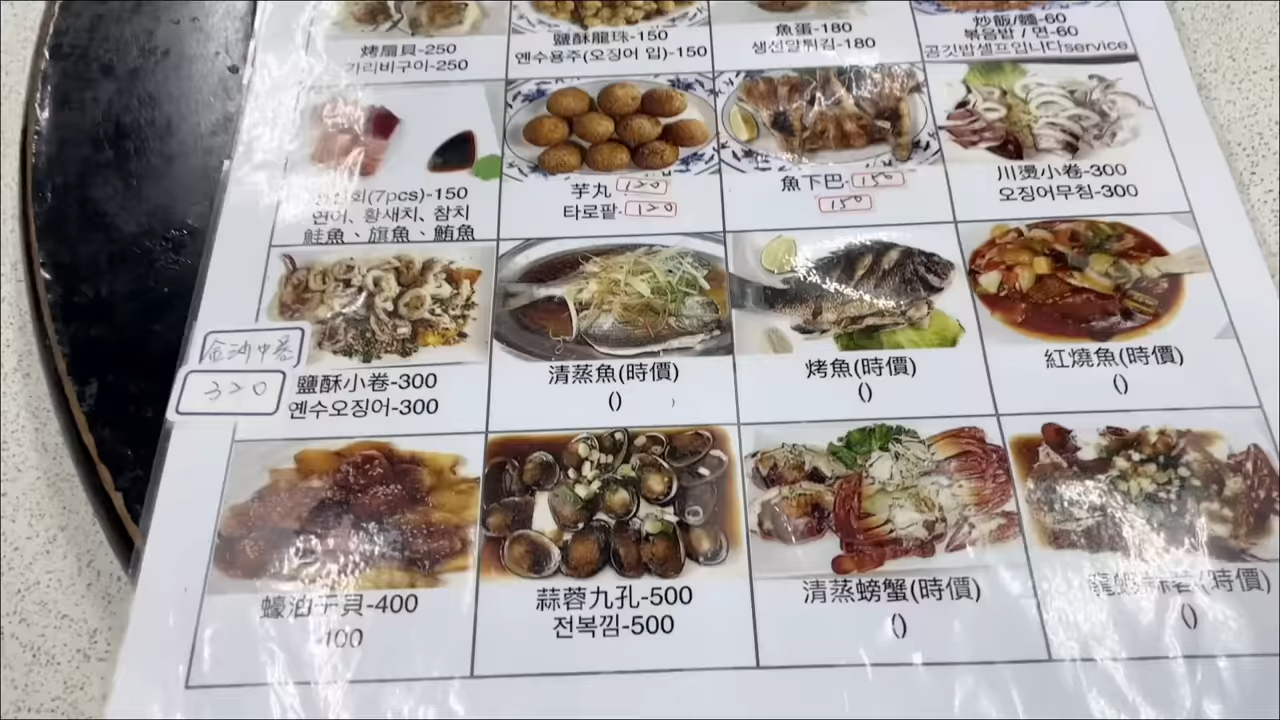 烤扇貝-250
가리비구이-250
鹽酥龍珠-150
옌수용주(오징어 입)-150
魚蛋-180
생선알튀김-180
炒飯/麵-60
볶음밥 / 면-60
공깃밥셀프입니다service
(7pcs)-150
연어、황새치、참치
鮭魚、旗魚、鮪魚
芋丸 120
타로팥 120
魚下巴 150
150
川燙小卷-300
오징어무침-300
金沙中卷
320
鹽酥小卷-300
옌수오징어-300
清蒸魚(時價)
()
烤魚(時價)
()
紅燒魚(時價)
()
蠔油干貝-400
-400
蒜蓉九孔-500
전복찜-500
清蒸螃蟹(時價)
()
龍蝦蒜蓉(時價)
()